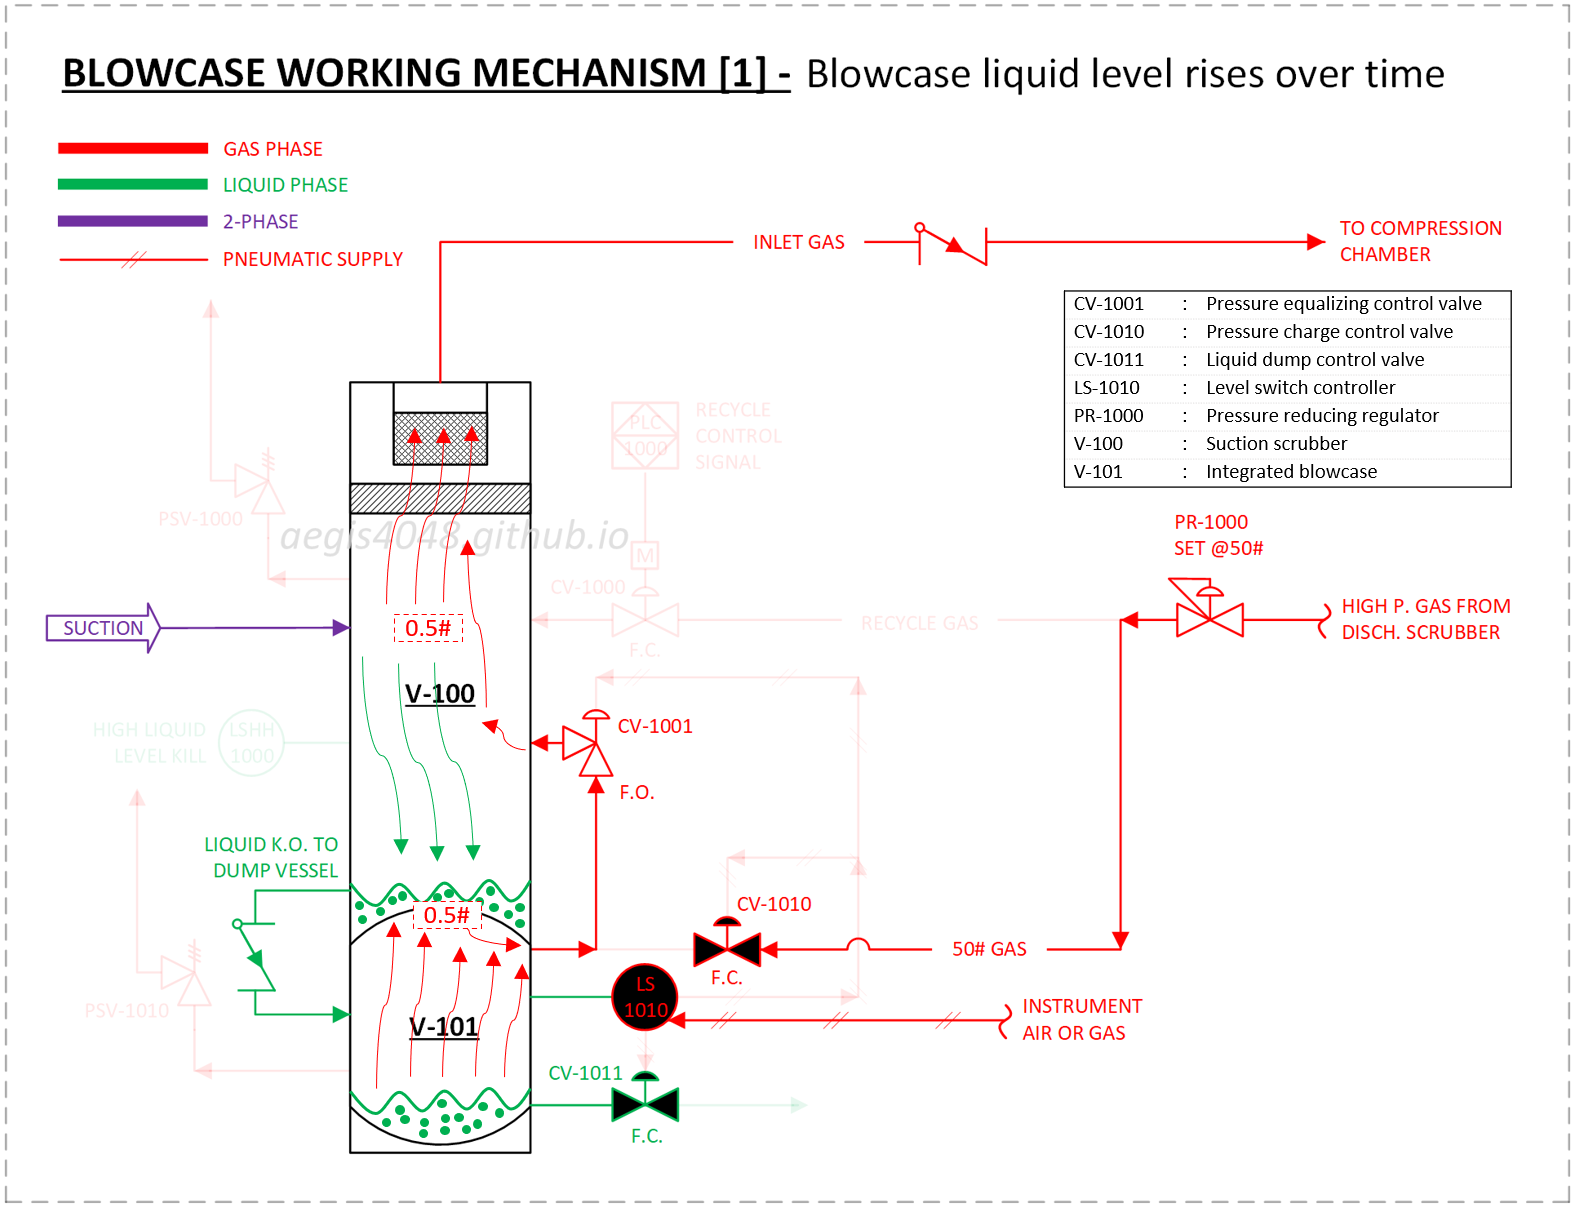 BLOWCASE WORKING MECHANISM [1] - Blowcase liquid level rises over time
GAS PHASE
LIQUID PHASE
2-PHASE
PNEUMATIC SUPPLY
INLET GAS
TO COMPRESSION
CHAMBER
CV-1001 : Pressure equalizing control valve
CV-1010 : Pressure charge control valve
CV-1011 : Liquid dump control valve
LS-1010 : Level switch controller
PR-1000 : Pressure reducing regulator
V-100 : Suction scrubber
V-101 : Integrated blowcase
PLC
1000
RECYCLE
CONTROL
SIGNAL
PSV-1000
aegis4048.github.io
M
CV-1000
F.C.
RECYCLE GAS
PR-1000
SET @50#
HIGH P. GAS FROM
DISCH. SCRUBBER
SUCTION
0.5#
V-100
HIGH LIQUID
LEVEL KILL
LSHH
1000
CV-1001
F.O.
LIQUID K.O. TO
DUMP VESSEL
0.5#
CV-1010
F.C.
50# GAS
LS
1010
INSTRUMENT
AIR OR GAS
PSV-1010
V-101
CV-1011
F.C.